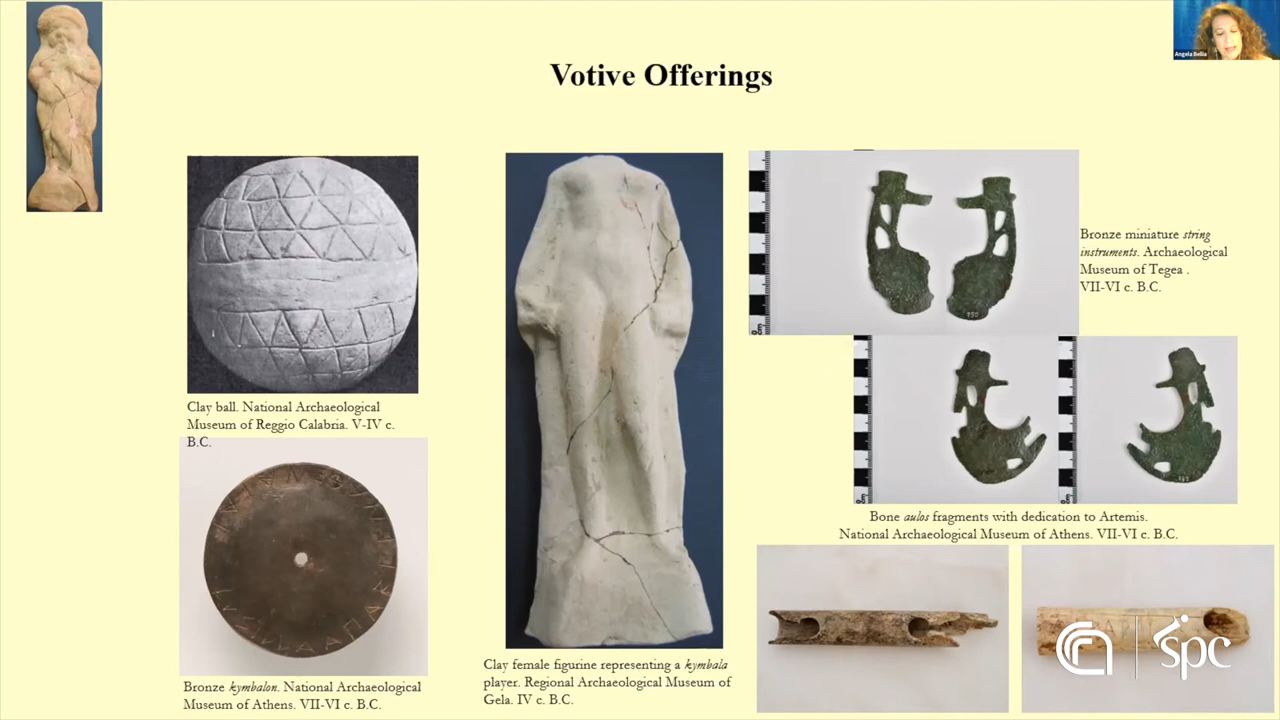 Votive Offerings
Angela Bellia
Clay ball. National Archaeological
Museum of Reggio Calabria. V-IV c.
B.C.
Bronze kymbalon. National Archaeological
Museum of Athens. VII-VI c. B.C.
Clay female figurine representing a kymbala
player. Regional Archaeological Museum of
Gela. IV c. B.C.
Bronze miniature string
instruments. Archaeological
Museum of Tegea .
VII-VI c. B.C.
Bone aulos fragments with dedication to Artemis.
National Archaeological Museum of Athens. VII-VI c. B.C.
cm
190
spc